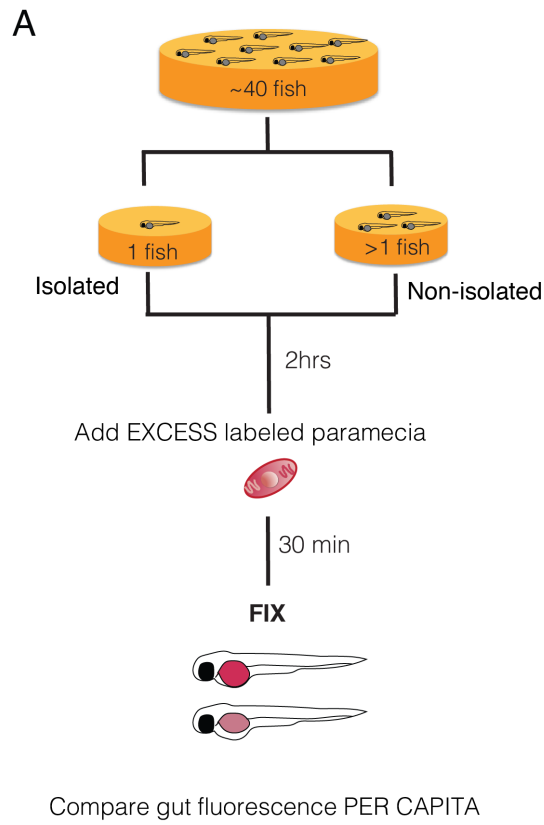 A
~40 fish
1 fish
>1 fish
Isolated
Non-isolated
2hrs
Add EXCESS labeled paramecia
30 min
FIX
Compare gut fluorescence PER CAPITA